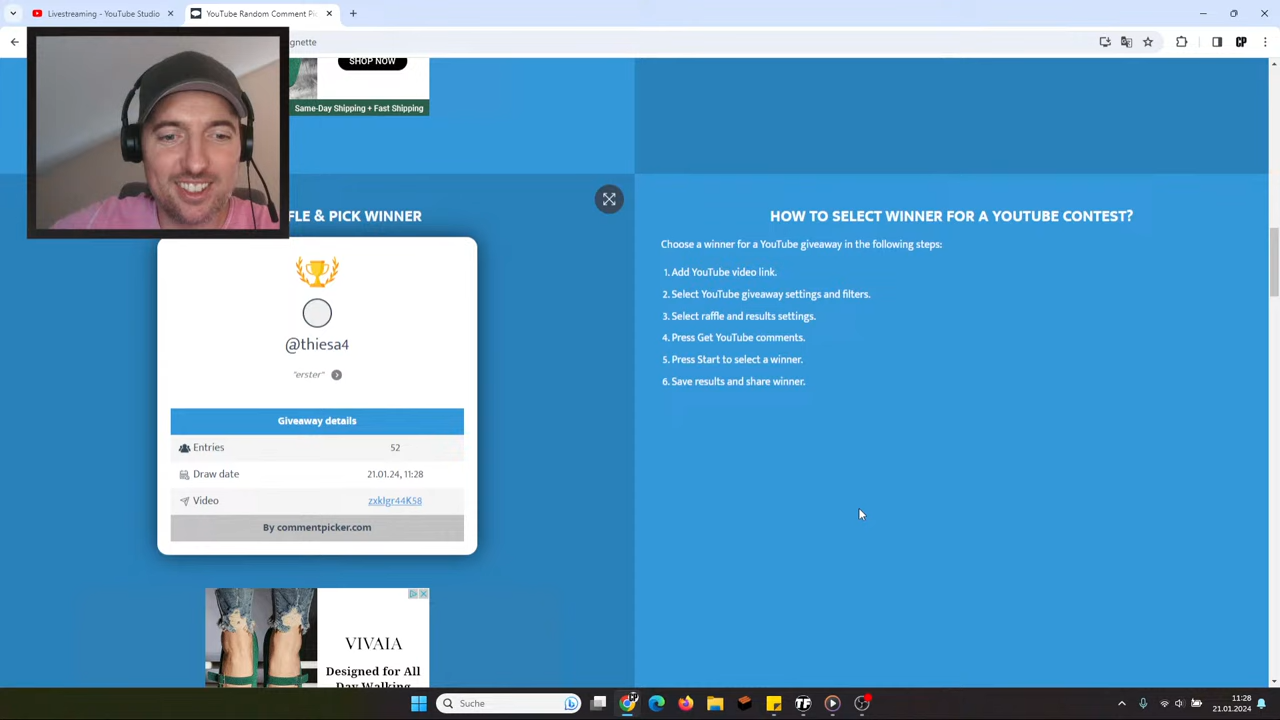 Livestreaming - YouTube Studio
YouTube Random Comment Pic
gnette
SHOP NOW
Same-Day Shipping + Fast Shipping
FLE & PICK WINNER
@thiesa4
"erster"
Giveaway details
Entries 52
Draw date 21.01.24, 11:28
Video zxklgr44K58
By commentpicker.com
VIVAIA
Designed for All
Day Walking
HOW TO SELECT WINNER FOR A YOUTUBE CONTEST?
Choose a winner for a YouTube giveaway in the following steps:
1. Add YouTube video link.
2. Select YouTube giveaway settings and filters.
3. Select raffle and results settings.
4. Press Get YouTube comments.
5. Press Start to select a winner.
6. Save results and share winner.
Suche
11:28
21.01.2024